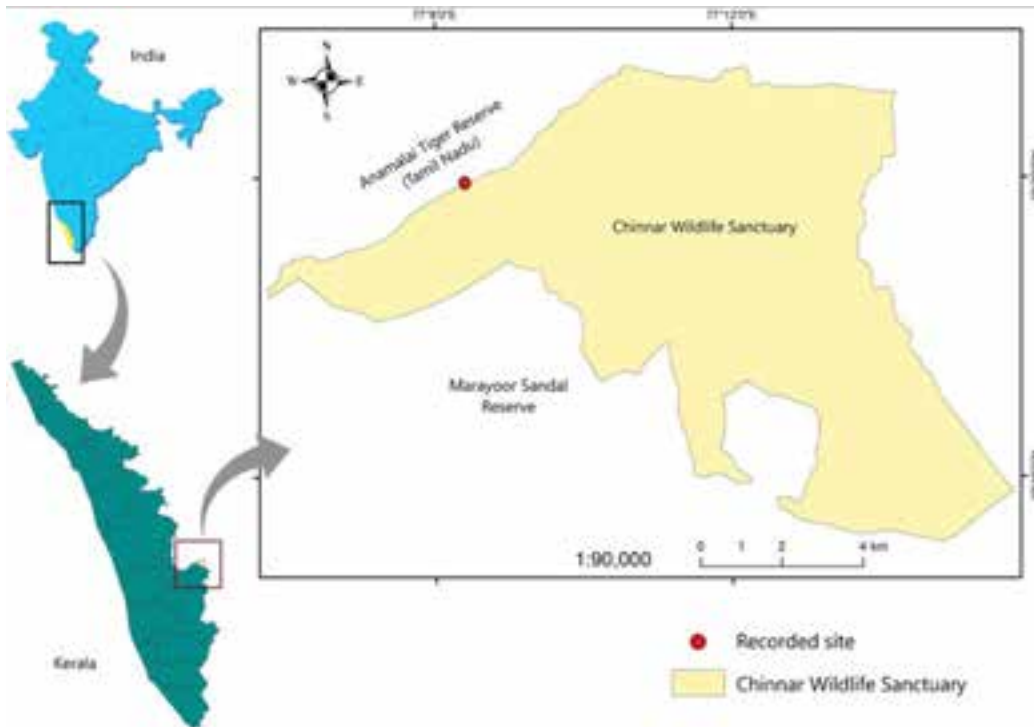 India
N
W E
S
Anamalai Tiger Reserve
(Tamil Nadu)
Chinnar Wildlife Sanctuary
Marayoor Sandal
Reserve
1:90,000
0 1 2 4 km
Kerala
Recorded site
Chinnar Wildlife Sanctuary